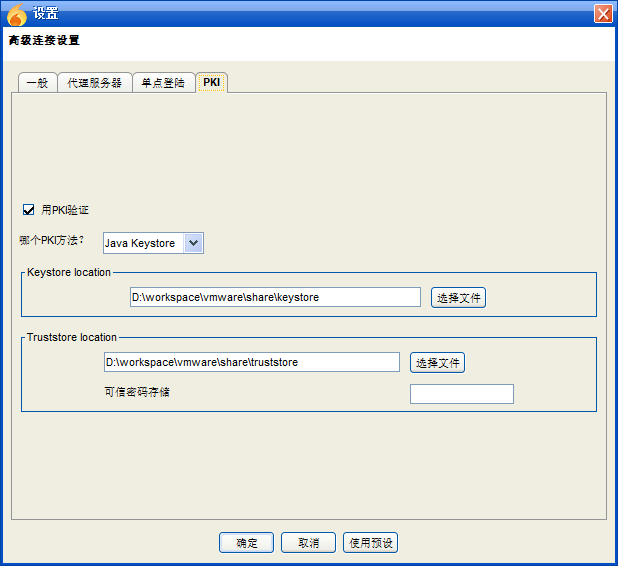 设置
高级连接设置
一般 代理服务器 单点登陆 PKI
用PKI验证
哪个PKI方法? Java Keystore
Keystore location
D:\workspace\vmware\share\keystore 选择文件
Truststore location
D:\workspace\vmware\share\truststore 选择文件
可信密码存储
确定 取消 使用预设